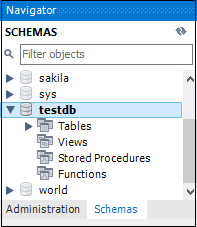 Navigator
SCHEMAS
Filter objects
sakila
sys
testdb
Tables
Views
Stored Procedures
Functions
world
Administration Schemas